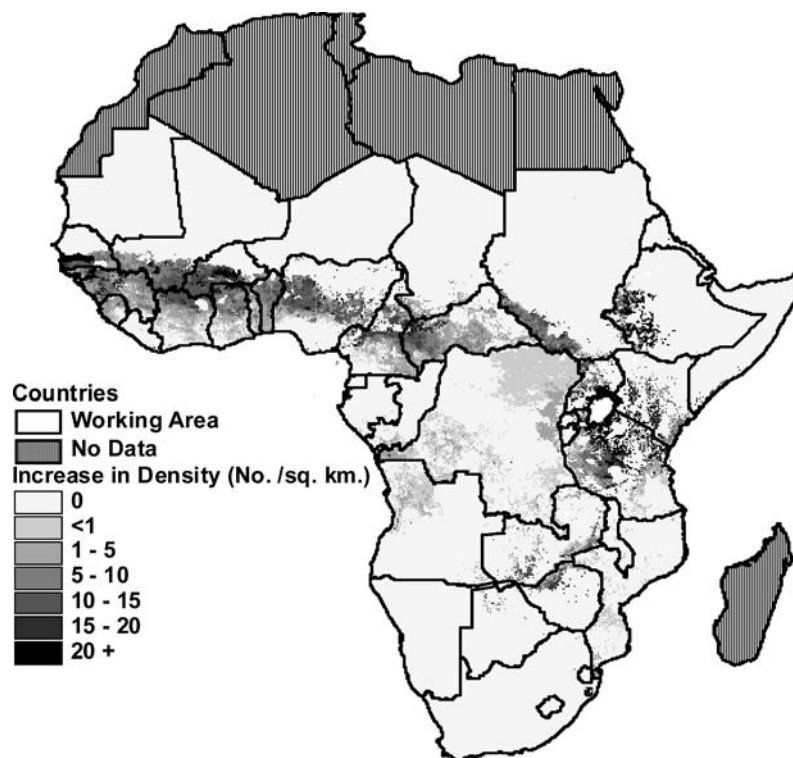 Countries
Working Area
No Data
Increase in Density (No. /sq. km.)
0
<1
1 - 5
5 - 10
10 - 15
15 - 20
20 +